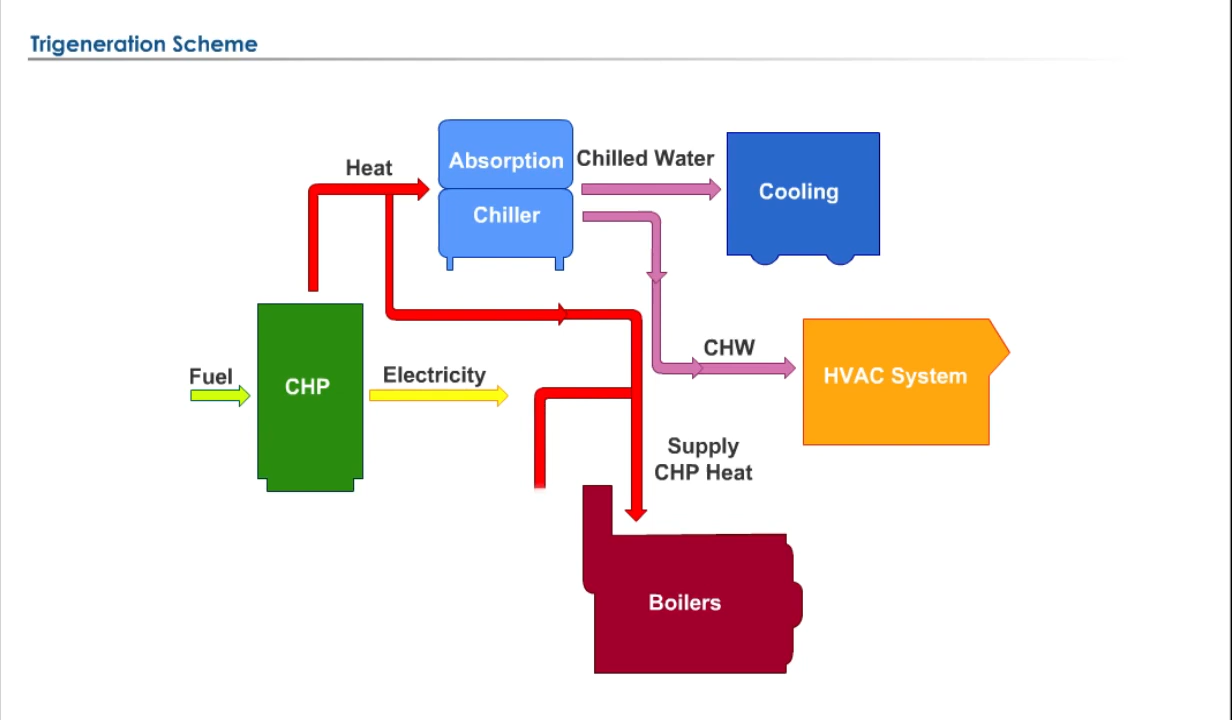 Trigeneration Scheme
Heat
Absorption
Chiller
Chilled Water
Cooling
Fuel
CHP
Electricity
CHW
HVAC System
Supply
CHP Heat
Boilers